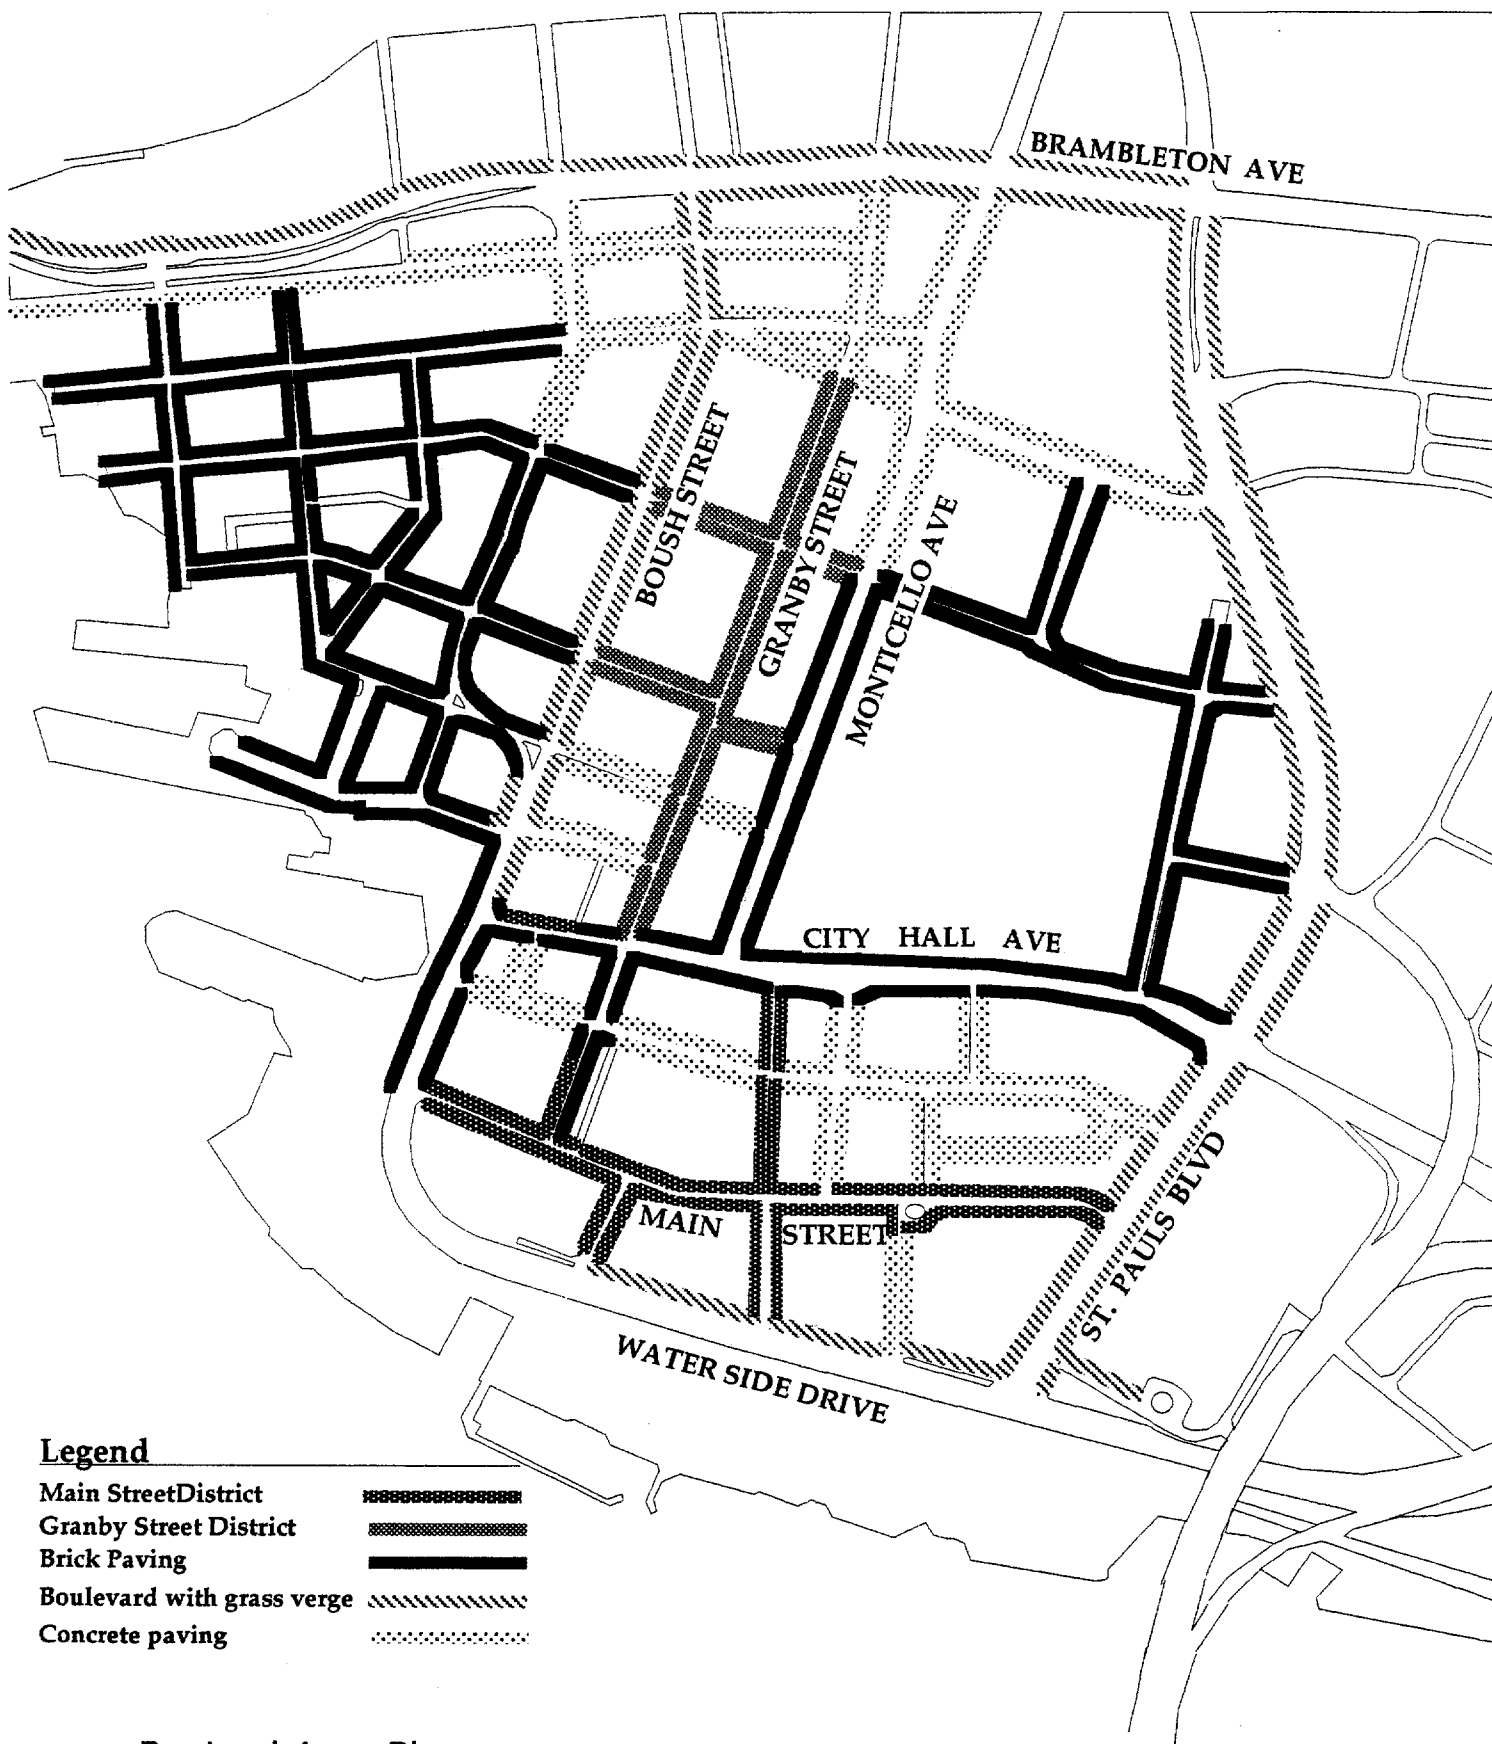 BRAMBLETON AVE
BOUSH STREET
GRANBY STREET
MONTICELLO AVE
CITY HALL AVE
MAIN STREET
ST. PAULS BLVD
WATER SIDE DRIVE
Legend
Main StreetDistrict
Granby Street District
Brick Paving
Boulevard with grass verge
Concrete paving